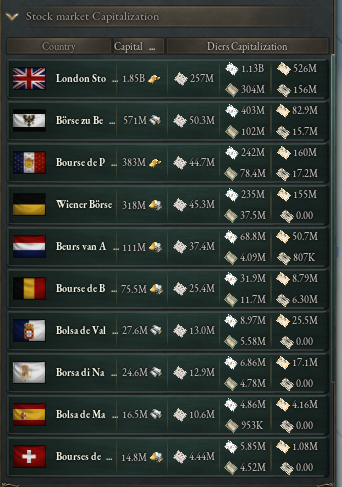 Stock market Capitalization
Country Capital ... Diers Capitalization
London Sto ... 1.85B 257M 1.13B 526M
304M 156M
Börse zu Be ... 571M 50.3M 403M 82.9M
102M 15.7M
Bourse de P ... 383M 44.7M 242M 160M
78.4M 17.2M
Wiener Börse 318M 45.3M 235M 155M
37.5M 0.00
Beurs van A ... 111M 37.4M 68.8M 50.7M
4.09M 807K
Bourse de B ... 75.5M 25.4M 31.9M 8.79M
11.7M 6.30M
Bolsa de Val ... 27.6M 13.0M 8.97M 25.5M
5.58M 0.00
Borsa di Na ... 24.6M 12.9M 6.86M 17.1M
4.78M 0.00
Bolsa de Ma ... 16.5M 10.6M 4.86M 4.16M
953K 0.00
Bourses de ... 14.8M 4.44M 5.85M 1.08M
4.52M 0.00